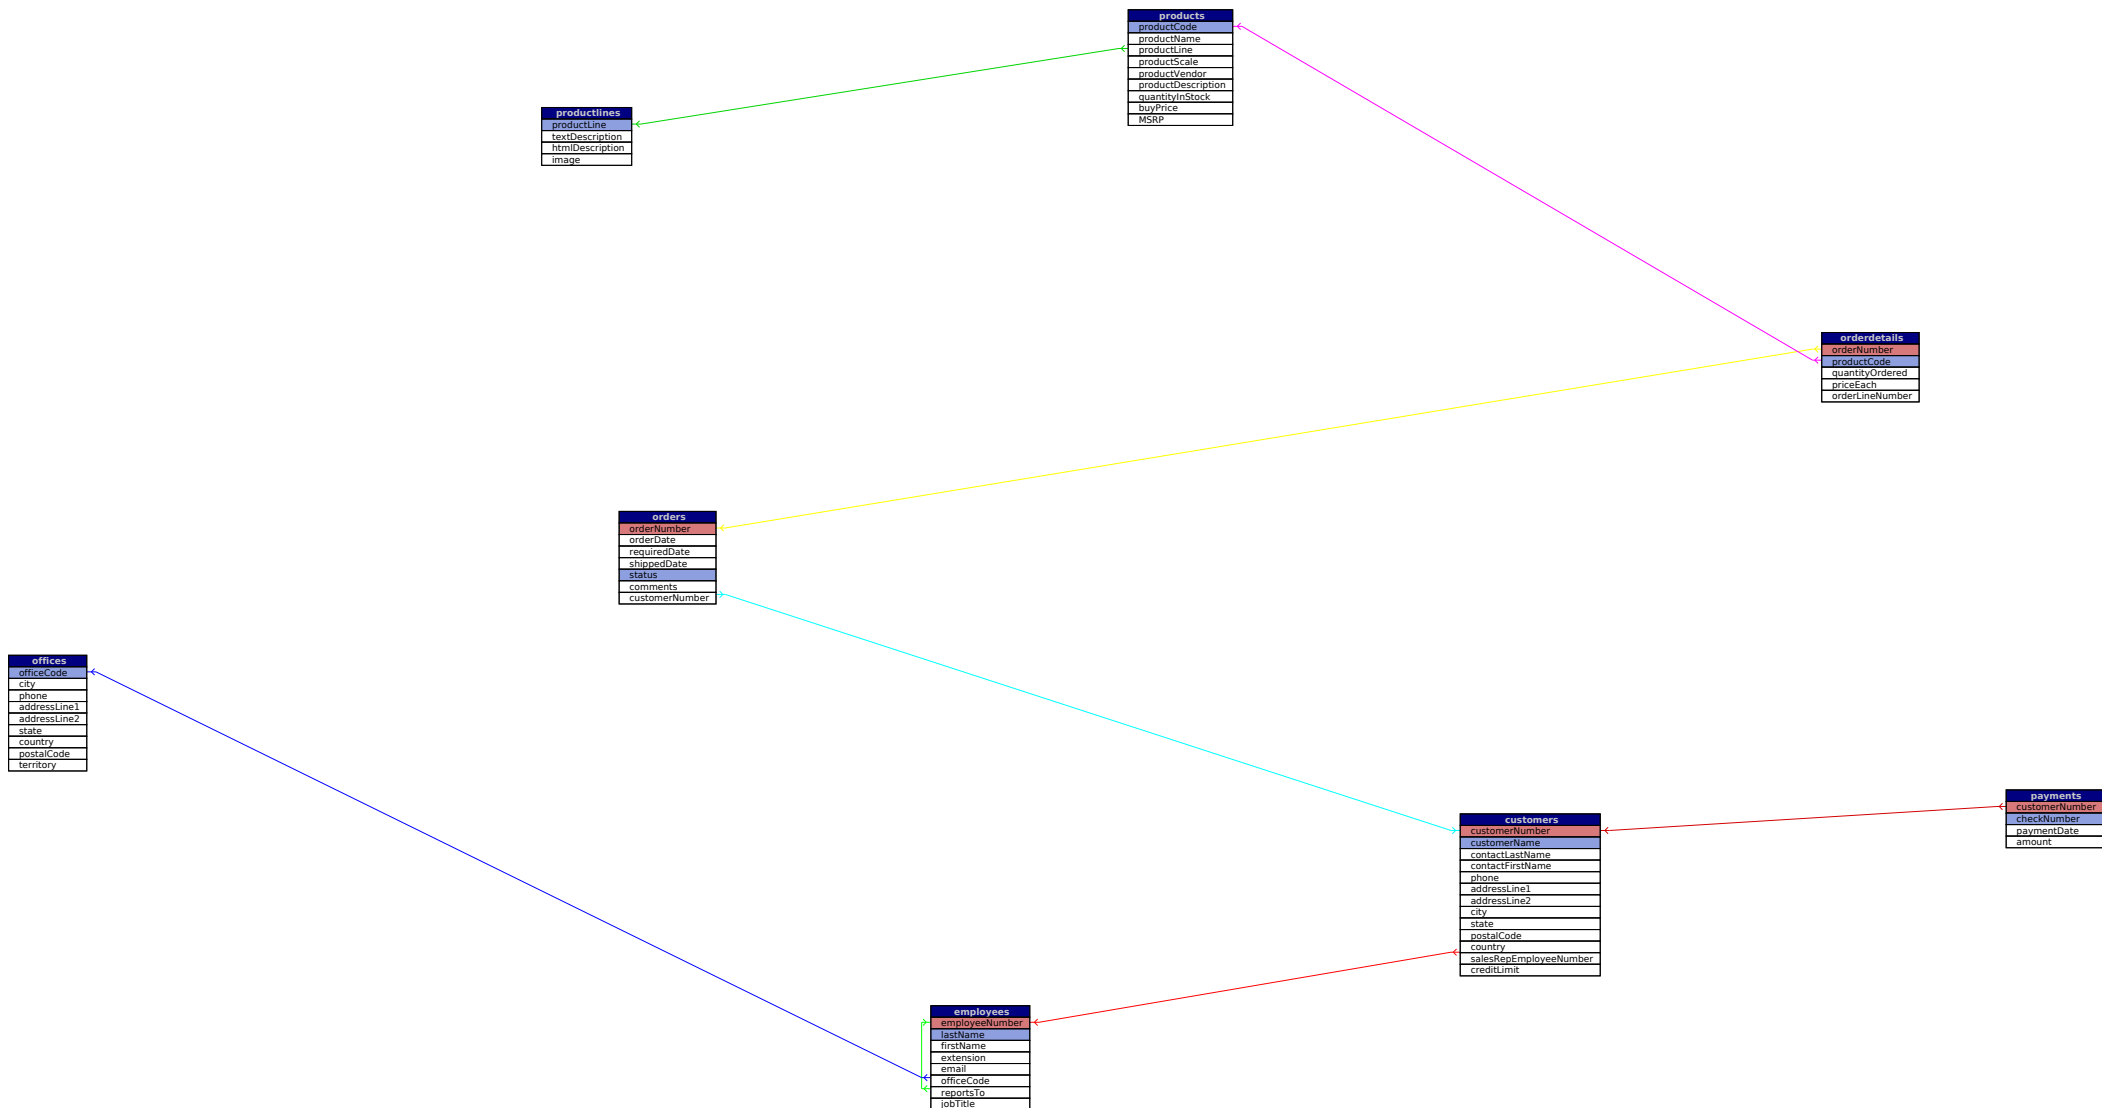 products
productCode
productName
productLine
productScale
productVendor
productDescription
quantityInStock
buyPrice
MSRP
productlines
productLine
textDescription
htmlDescription
image
orderdetails
orderNumber
productCode
quantityOrdered
priceEach
orderLineNumber
orders
orderNumber
orderDate
requiredDate
shippedDate
status
comments
customerNumber
offices
officeCode
city
phone
addressLine1
addressLine2
state
country
postalCode
territory
payments
customerNumber
checkNumber
paymentDate
amount
customers
customerNumber
customerName
contactLastName
contactFirstName
phone
addressLine1
addressLine2
city
state
postalCode
country
salesRepEmployeeNumber
creditLimit
employees
employeeNumber
lastName
firstName
extension
email
officeCode
reportsTo
jobTitle